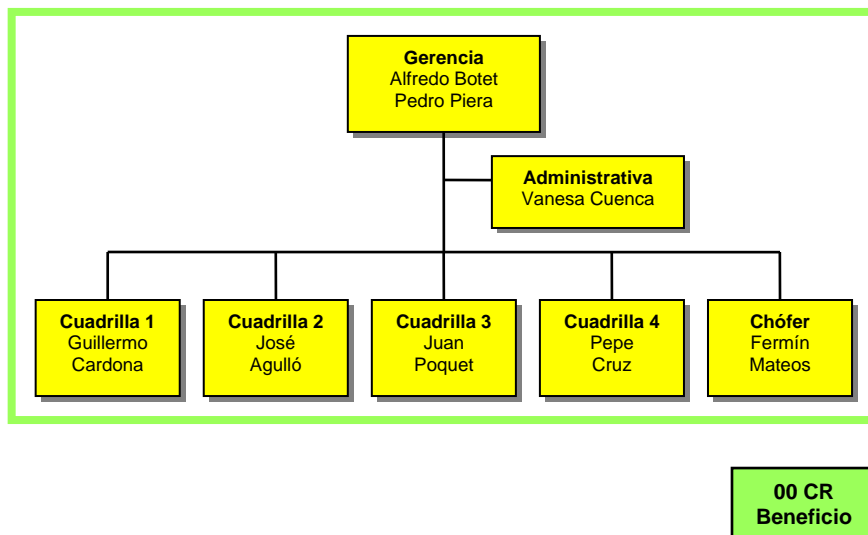 Gerencia
Alfredo Botet
Pedro Piera
Administrativa
Vanesa Cuenca
Cuadrilla 1
Guillermo
Cardona
Cuadrilla 2
José
Agulló
Cuadrilla 3
Juan
Poquet
Cuadrilla 4
Pepe
Cruz
Chófer
Fermín
Mateos
00 CR
Beneficio